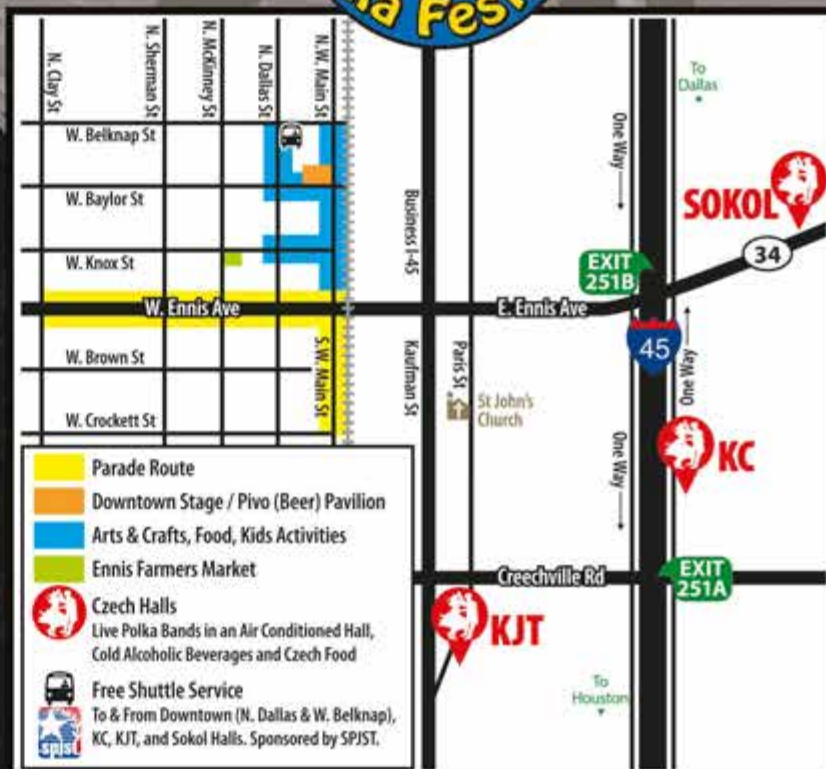 a Fest
N. Clay St
N. Sherman St
N. McKinney St
N. Dallas St
N.W. Main St
W. Belknap St
W. Baylor St
W. Knox St
W. Ennis Ave
E. Ennis Ave
W. Brown St
W. Crockett St
S.W. Main St
Business I-45
Kaufman St
Paris St
St John's
Church
One Way
To
Dallas
SOKOL
34
EXIT
251B
45
One Way
One Way
KC
Creechville Rd
EXIT
251A
KJT
To
Houston
Parade Route
Downtown Stage / Pivo (Beer) Pavilion
Arts & Crafts, Food, Kids Activities
Ennis Farmers Market
Czech Halls
Live Polka Bands in an Air Conditioned Hall,
Cold Alcoholic Beverages and Czech Food
Free Shuttle Service
spjst
To & From Downtown (N. Dallas & W. Belknap),
KC, KJT, and Sokol Halls. Sponsored by SPJST.